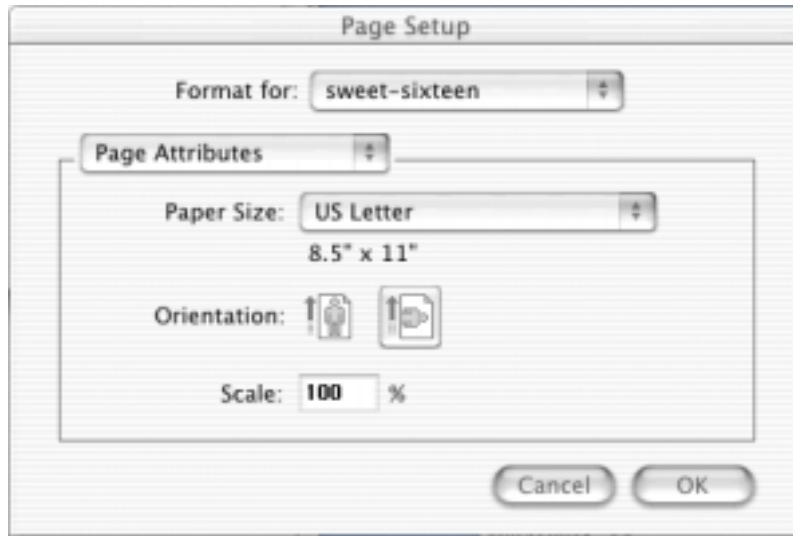 Page Setup
Format for: sweet-sixteen
Page Attributes
Paper Size: US Letter
8.5" x 11"
Orientation:
Scale: 100 %
Cancel OK